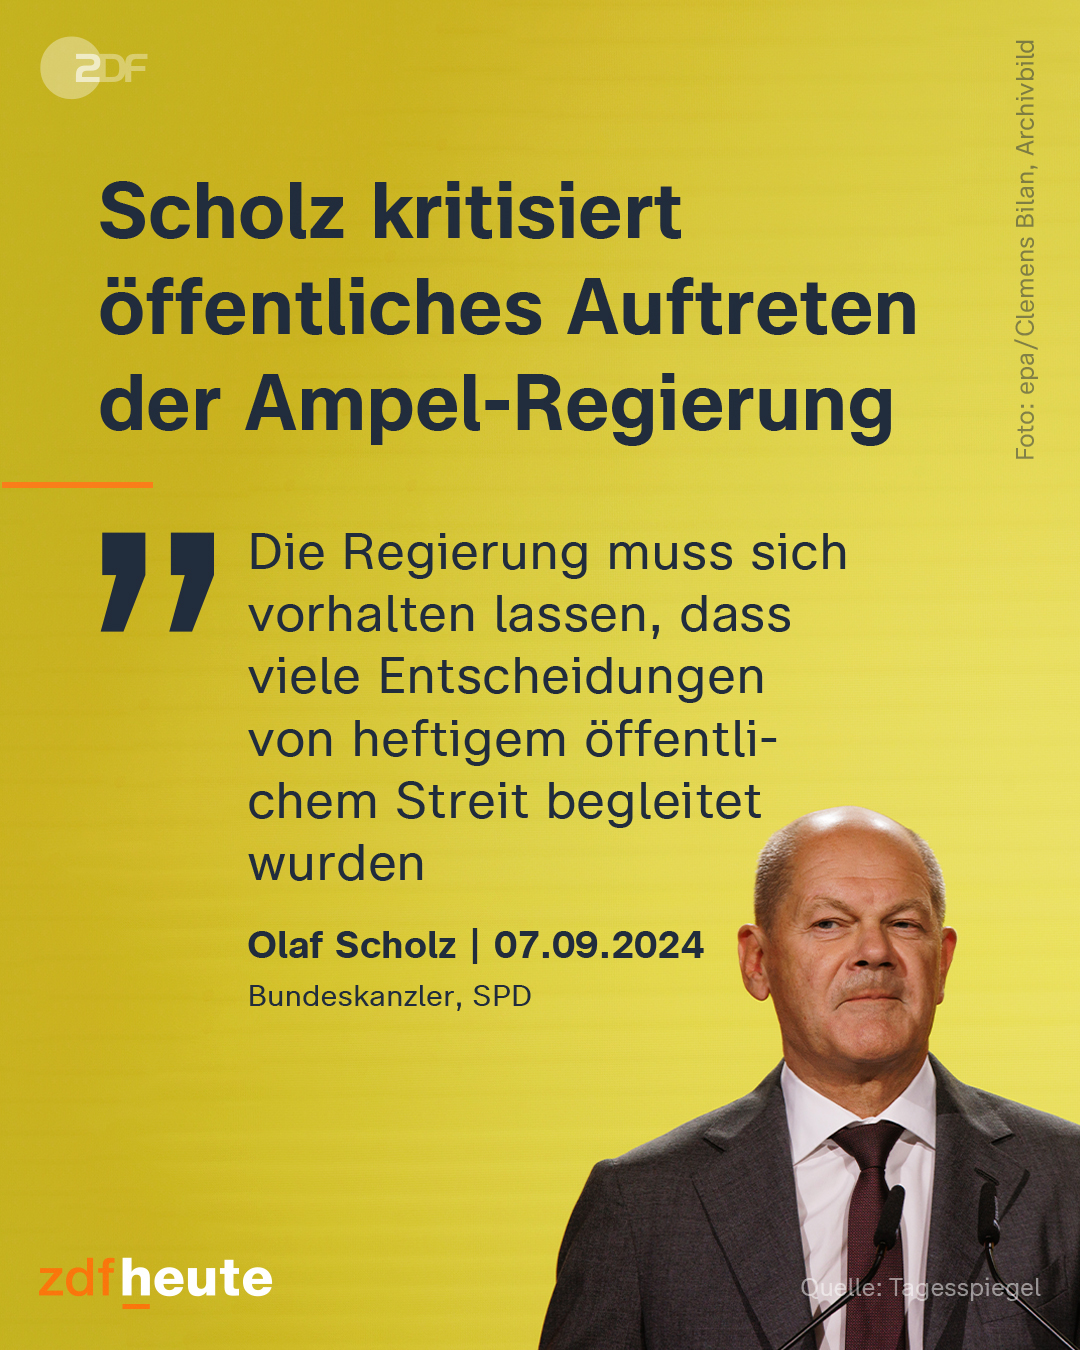 ZDF
Foto: epa/Clemens Bilan, Archivbild
Scholz kritisiert
öffentliches Auftreten
der Ampel-Regierung
” Die Regierung muss sich
vorhalten lassen, dass
viele Entscheidungen
von heftigem öffentli-
chem Streit begleitet
wurden
Olaf Scholz | 07.09.2024
Bundeskanzler, SPD
zdfheute
Quelle: Tagesspiegel